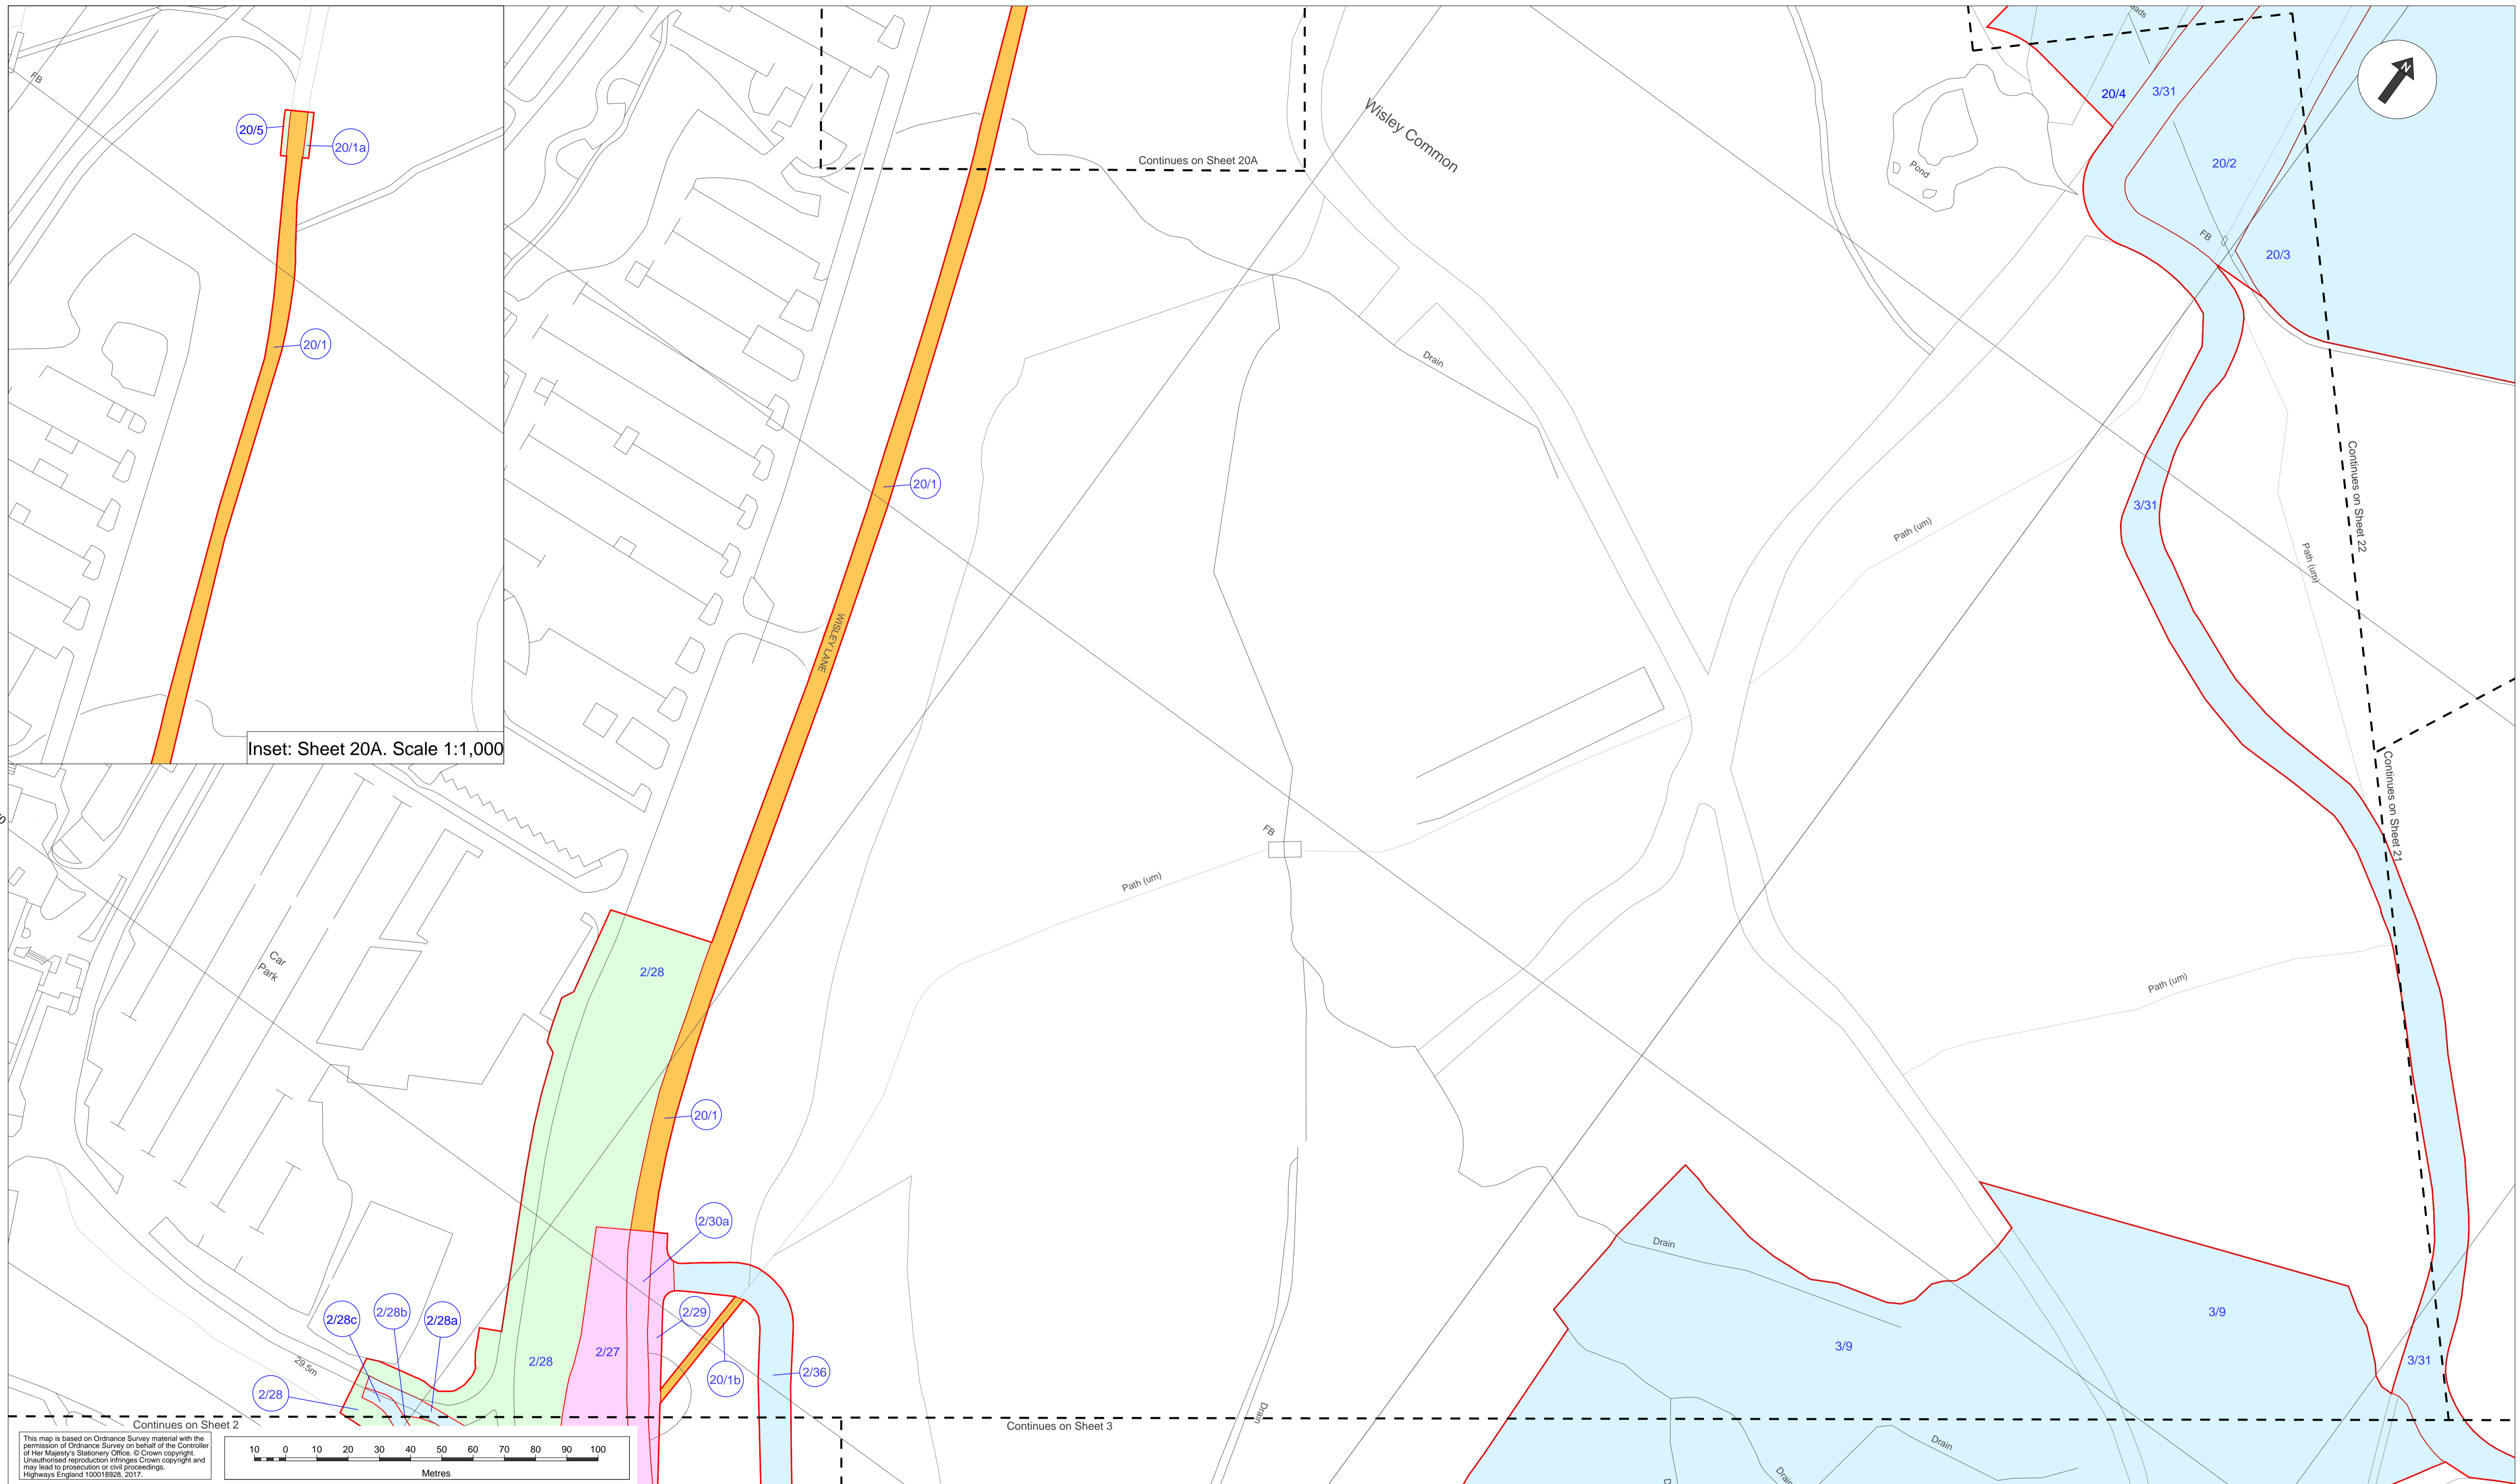 FB
20/5
20/1a
20/1
Inset: Sheet 20A. Scale 1:1,000
Continues on Sheet 20A
Wisley Common
Pond
20/4
3/31
20/2
FB
20/3
N
Drain
20/1
WISLEY LANE
Path (um)
3/31
Continues on Sheet 22
Path (um)
Continues on Sheet 21
FB
Path (um)
Car
Park
2/28
20/1
Path (um)
2/30a
2/28c
2/28b
2/28a
2/28
2/27
2/29
20/1b
2/36
29.5m
2/28
Drain
3/9
3/9
3/31
Drain
Drain
Continues on Sheet 2
Continues on Sheet 3
This map is based on Ordnance Survey material with the
permission of Ordnance Survey on behalf of the Controller
of Her Majesty's Stationery Office. © Crown copyright.
Unauthorised reproduction infringes Crown copyright and
may lead to prosecution or civil proceedings.
Highways England 100018928, 2017.
10 0 10 20 30 40 50 60 70 80 90 100
Metres